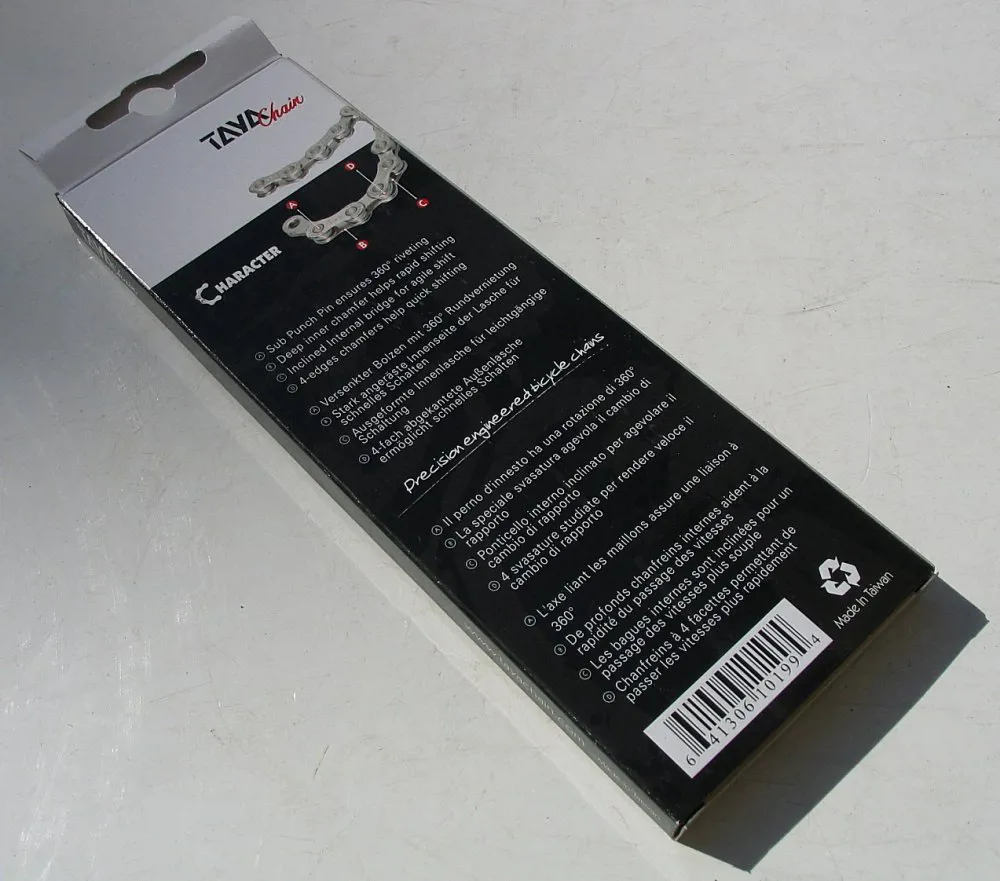 TAYA Chain
D
A
C
B
CHARACTER
Ⓐ Sub Punch Pin ensures 360° riveting
Ⓑ Deep inner chamfer helps rapid shifting
Ⓒ Inclined Internal bridge for agile shift
Ⓓ 4-edges chamfers help quick shifting
Ⓐ Versenkter Bolzen mit 360° Rundvernietung
Ⓑ Stark angeräste Innenseite der Lasche für
schnelles Schalten
Ⓒ Ausgeformte Innenlasche für leichtgängige
Schaltung
Ⓓ 4-fach abgekantete Außenlasche
ermöglicht schnelles Schalten
Precision engineered bicycle chains
Ⓐ Il perno d'innesto ha una rotazione di 360°
Ⓑ La speciale svasatura agevola il cambio di
rapporto
Ⓒ Ponticello interno inclinato per agevolare il
cambio di rapporto
Ⓓ 4 svasature studiate per rendere veloce il
cambio di rapporto
Ⓐ L'axe liant les maillons assure une liaison à
360°
Ⓑ De profonds chanfreins internes aident à la
rapidité du passage des vitesses
Ⓒ Les bagues internes sont inclinées pour un
passage des vitesses plus souple
Ⓓ Chanfreins à 4 facettes permettant de
passer les vitesses plus rapidement
Made In Taiwan
6 41306 10199 4